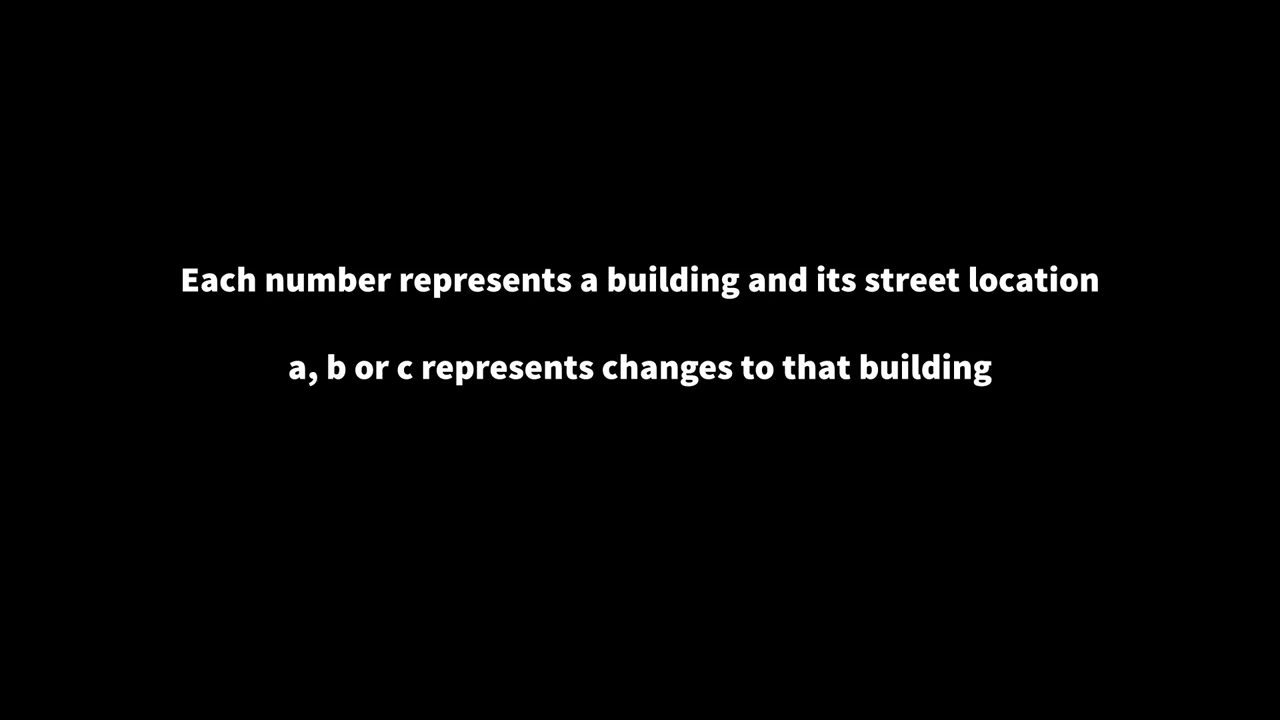 Each number represents a building and its street location
a, b or c represents changes to that building